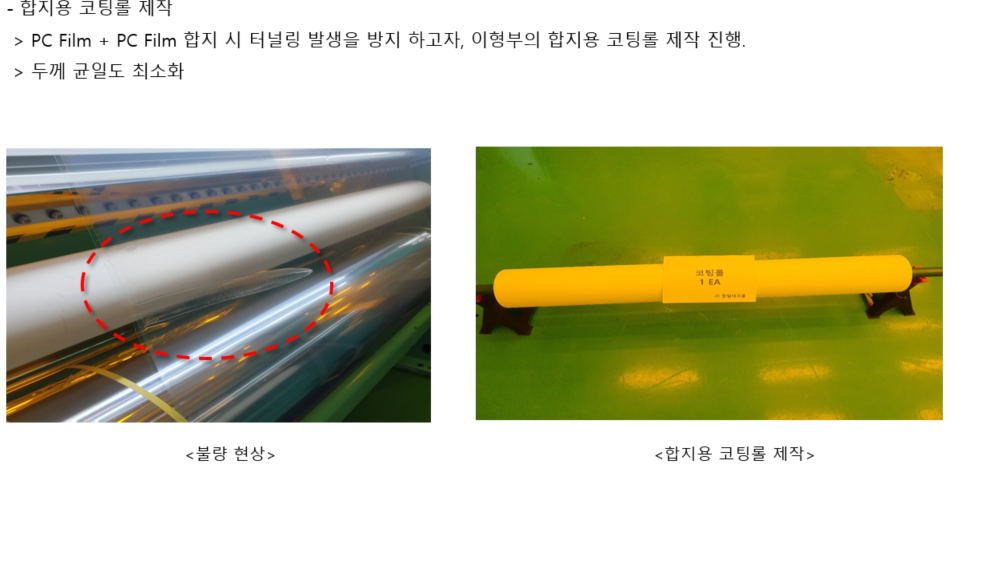 - 합지용 코팅롤 제작
> PC Film + PC Film 합지 시 터널링 발생을 방지 하고자, 이형부의 합지용 코팅롤 제작 진행.
> 두께 균일도 최소화
코팅롤
1 EA
<불량 현상>
<합지용 코팅롤 제작>